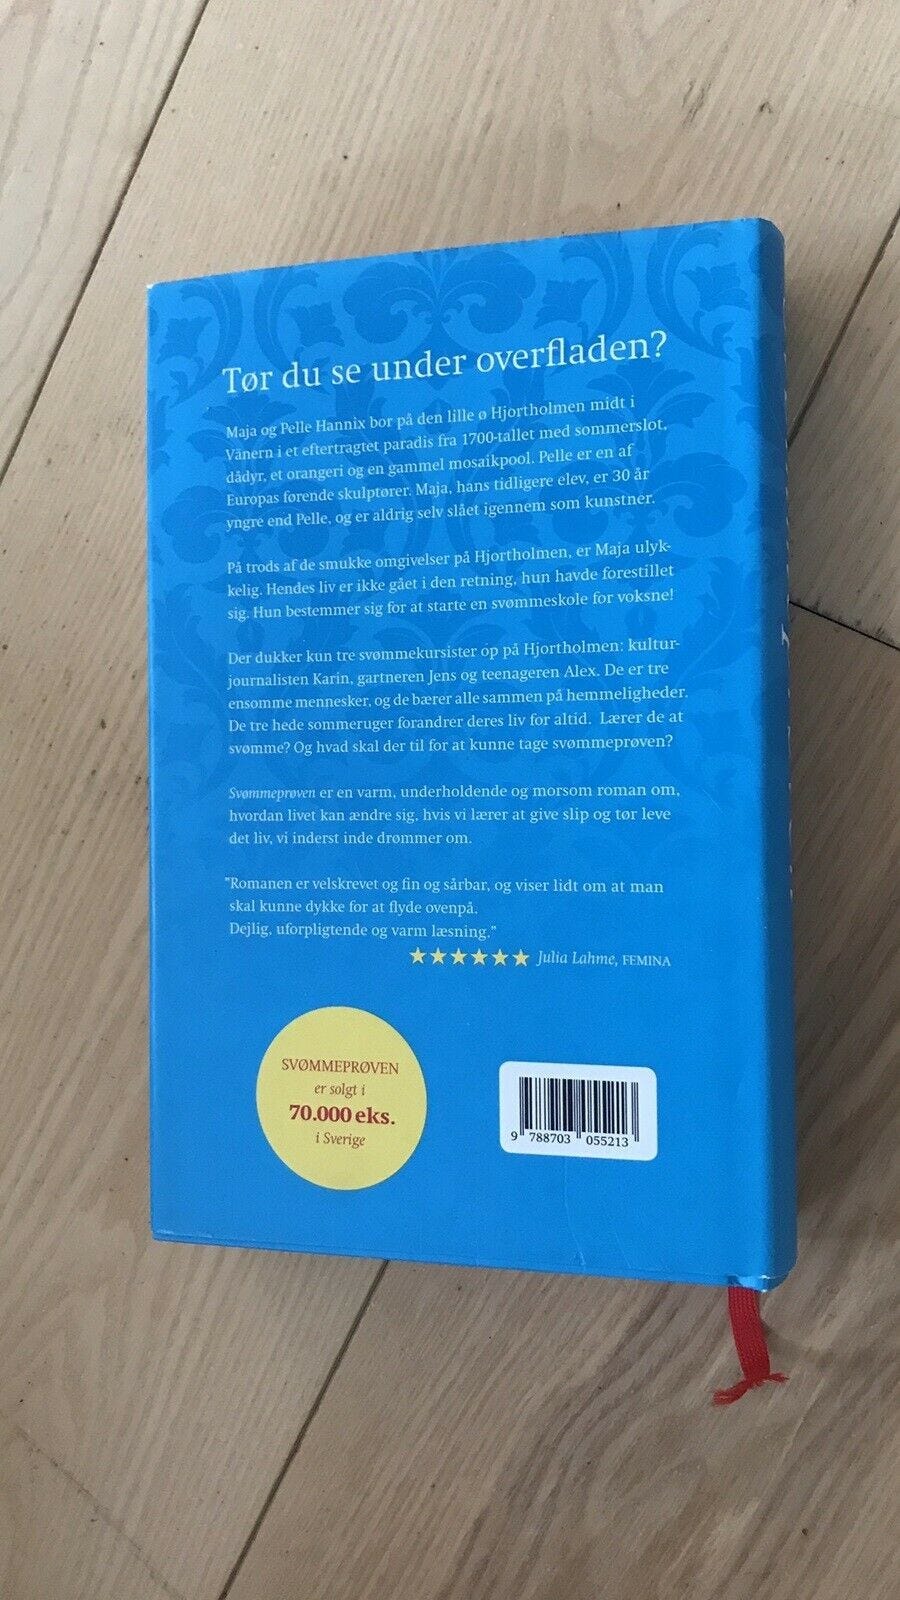 Tør du se under overfladen?
Maja og Pelle Hannix bor på den lille ø Hjortholmen midt i
Vänern i et eftertragtet paradis fra 1700-tallet med sommerslot,
dådyr, et orangeri og en gammel mosaikpool. Pelle er en af
Europas førende skulptører. Maja, hans tidligere elev, er 30 år
yngre end Pelle, og er aldrig selv slået igennem som kunstner.
På trods af de smukke omgivelser på Hjortholmen, er Maja ulyk-
kelig. Hendes liv er ikke gået i den retning, hun havde forestillet
sig. Hun bestemmer sig for at starte en svømmeskole for voksne!
Der dukker kun tre svømmekursister op på Hjortholmen: kultur-
journalisten Karin, gartneren Jens og teenageren Alex. De er tre
ensomme mennesker, og de bærer alle sammen på hemmeligheder.
De tre hede sommeruger forandrer deres liv for altid. Lærer de at
svømme? Og hvad skal der til for at kunne tage svømmeprøven?
Svømmeprøven er en varm, underholdende og morsom roman om,
hvordan livet kan ændre sig, hvis vi lærer at give slip og tør leve
det liv, vi inderst inde drømmer om.
"Romanen er velskrevet og fin og sårbar, og viser lidt om at man
skal kunne dykke for at flyde ovenpå.
Dejlig, uforpligtende og varm læsning."
★★★★★★ Julia Lahme, FEMINA
SVØMMEPRØVEN
er solgt i
70.000 eks.
i Sverige
9 788703 055213